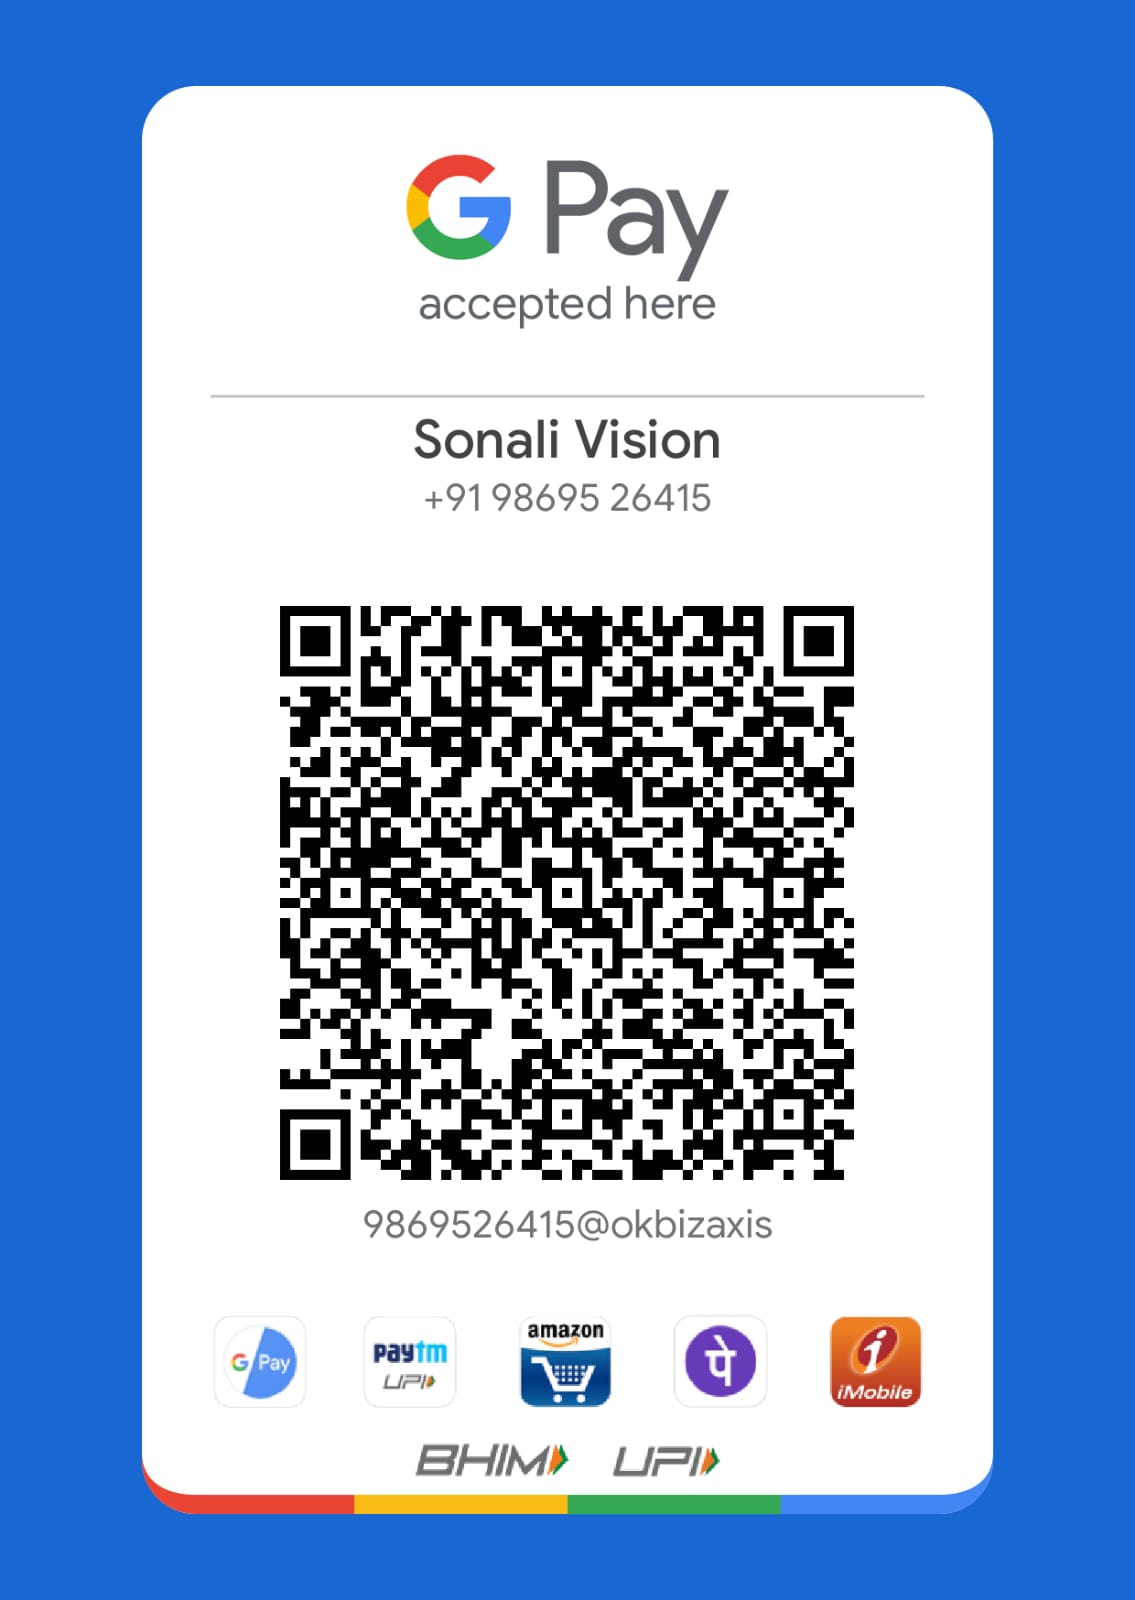 G Pay
accepted here
Sonali Vision
+91 98695 26415
9869526415@okbizaxis
G Pay
paytm
UPI
amazon
पे
i
iMobile
BHIM UPI